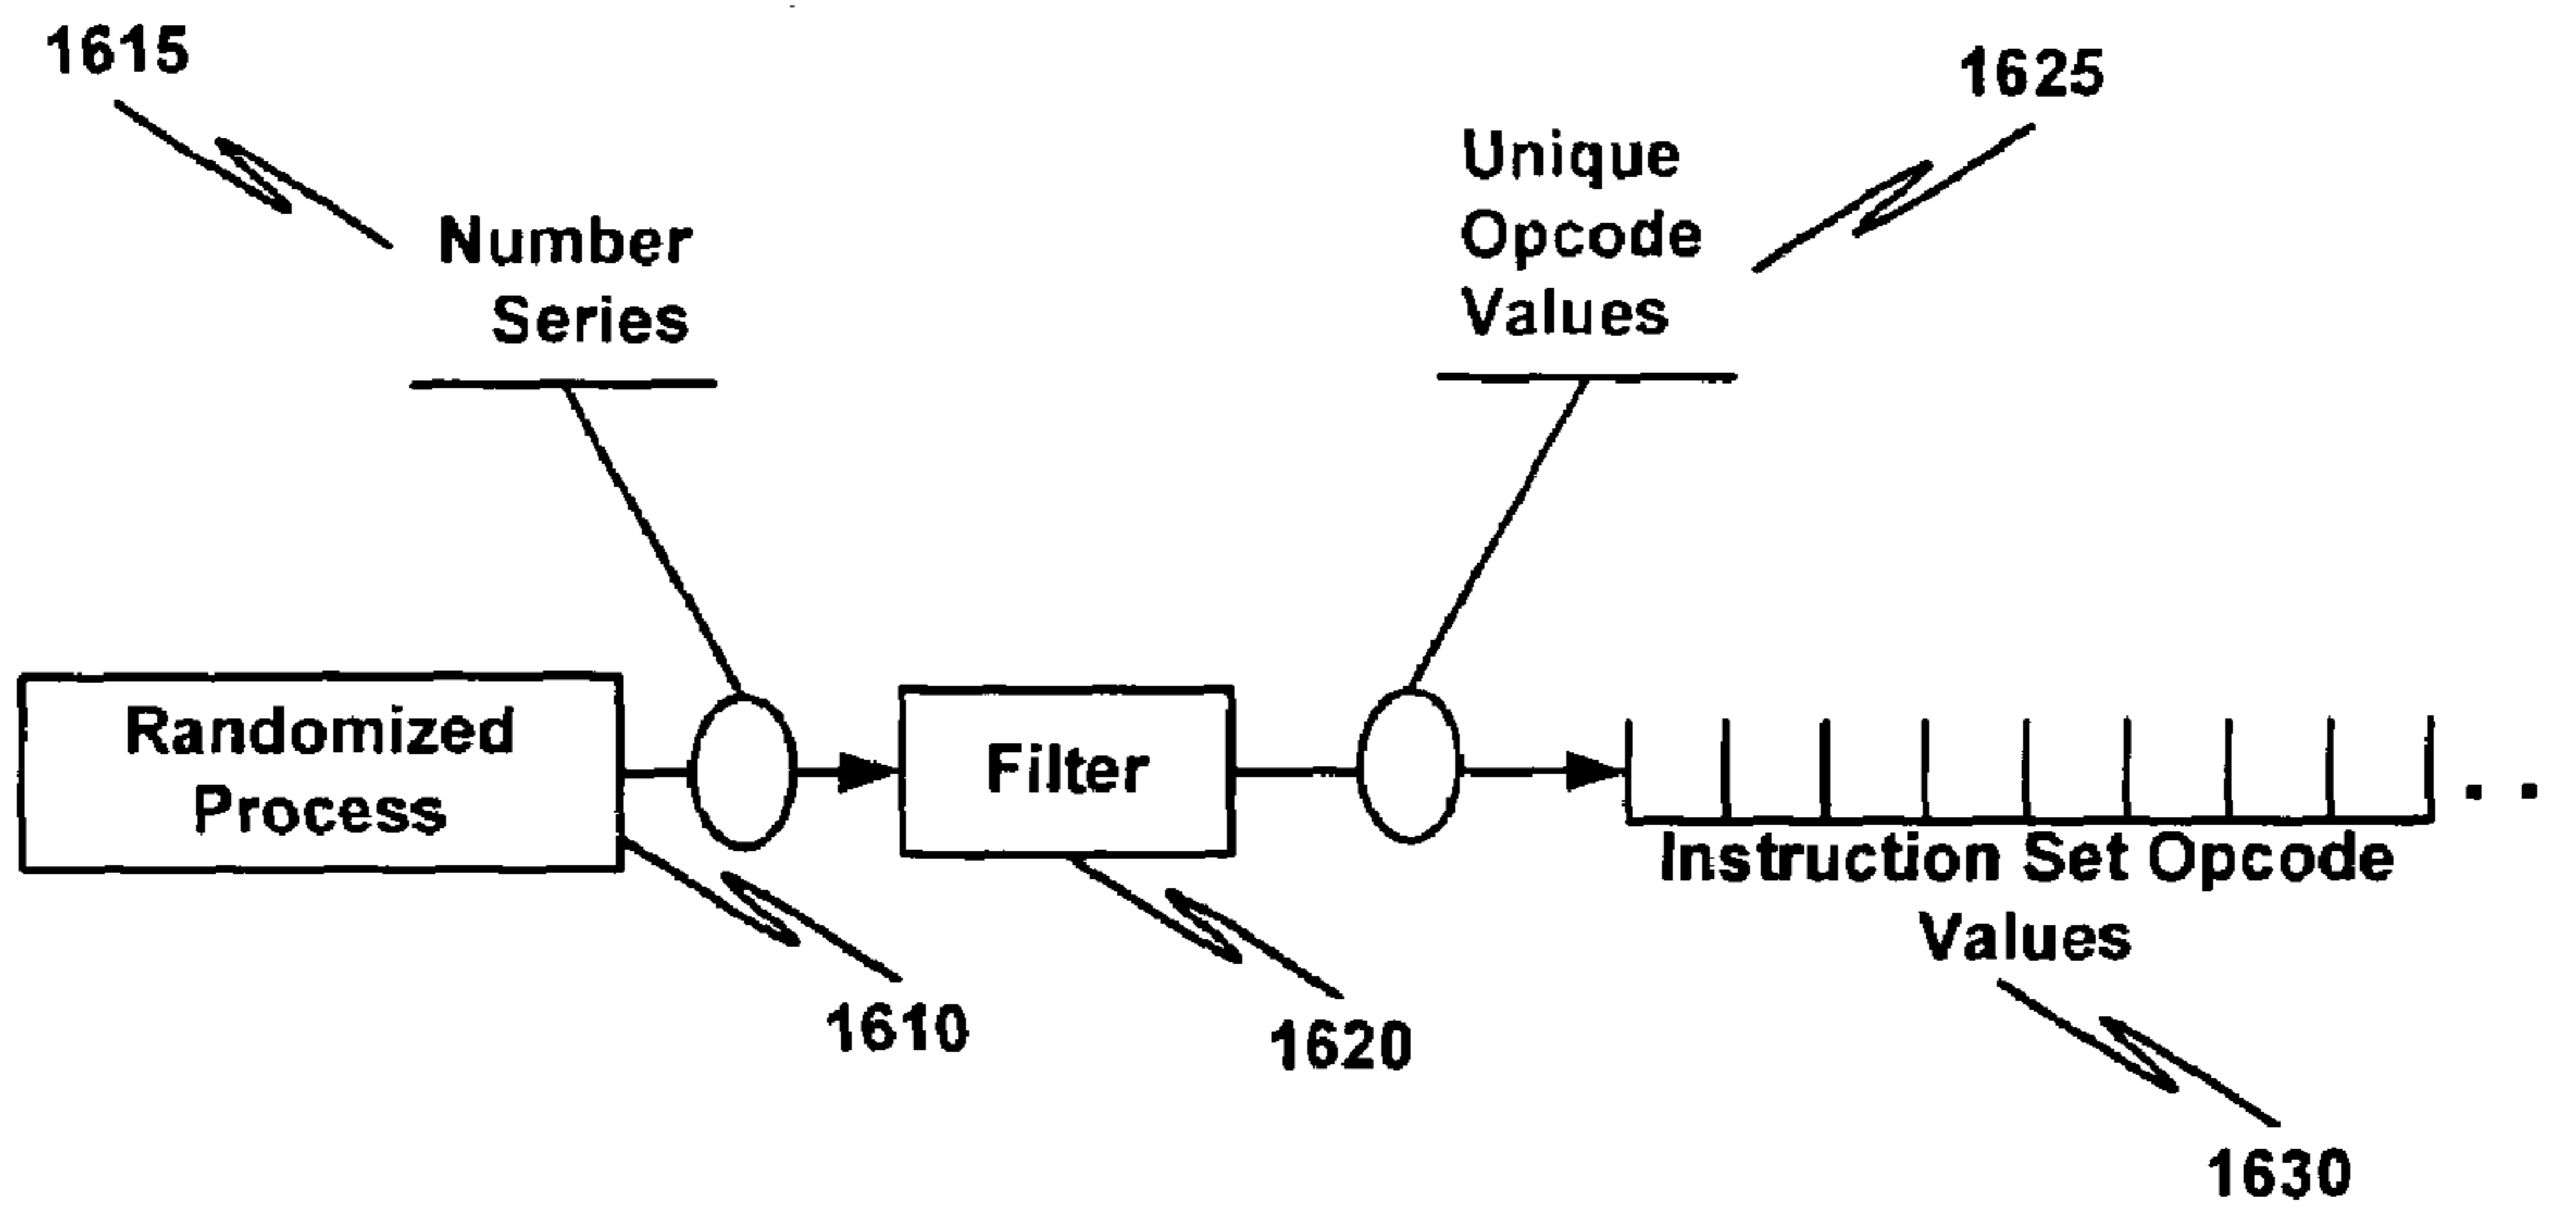 1615
1625
Unique
Opcode
Values
Number
Series
Randomized
Process
Filter
Instruction Set Opcode
Values
1610
1620
1630